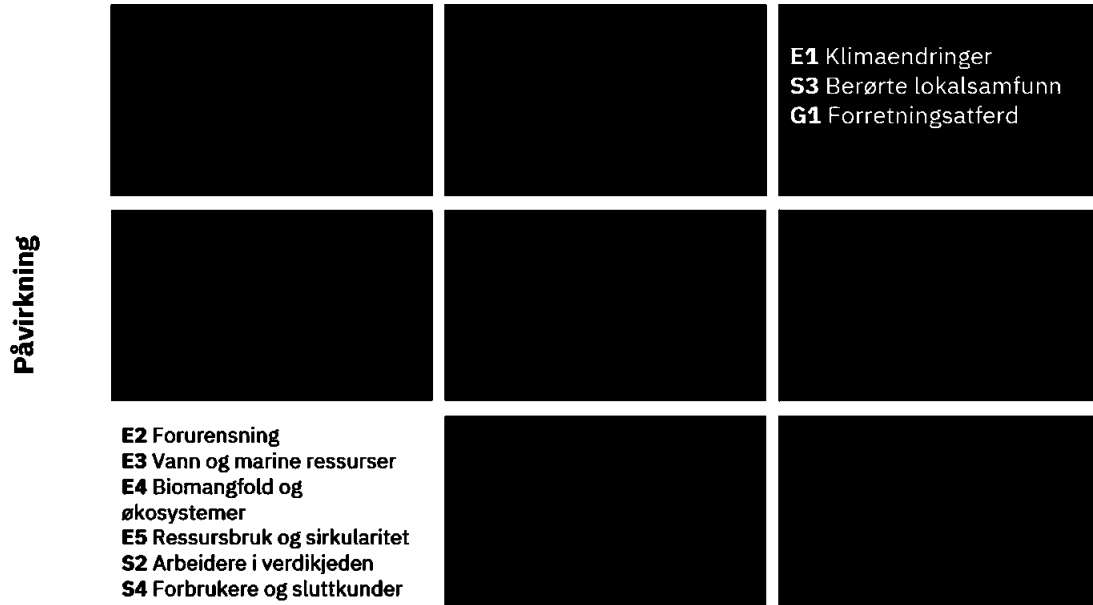 E1 Klimaendringer
S3 Berørte lokalsamfunn
G1 Forretningsatferd
Påvirkning
E2 Forurensning
E3 Vann og marine ressurser
E4 Biomangfold og
økosystemer
E5 Ressursbruk og sirkularitet
S2 Arbeidere i verdikjeden
S4 Forbrukere og sluttkunder